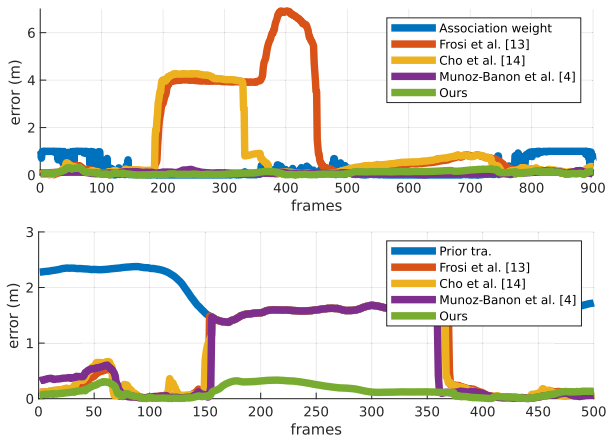 error (m)
6
4
2
0
0 100 200 300 400 500 600 700 800 900
frames
Association weight
Frosi et al. [13]
Cho et al. [14]
Munoz-Banon et al. [4]
Ours
error (m)
3
2
1
0
0 50 100 150 200 250 300 350 400 450 500
frames
Prior tra.
Frosi et al. [13]
Cho et al. [14]
Munoz-Banon et al. [4]
Ours